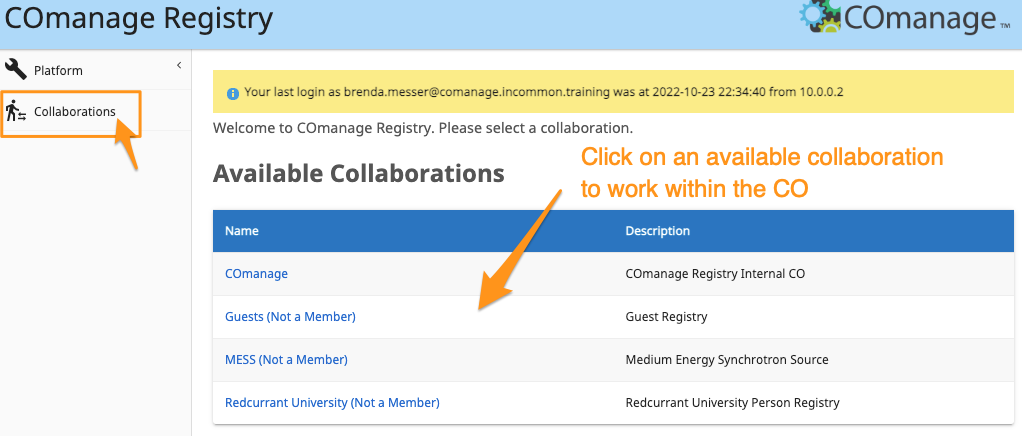 COmanage Registry
COmanage™
Platform
Collaborations
Your last login as brenda.messer@comanage.incommon.training was at 2022-10-23 22:34:40 from 10.0.0.2
Welcome to COmanage Registry. Please select a collaboration.
Click on an available collaboration
to work within the CO
Available Collaborations
Name Description
COmanage COmanage Registry Internal CO
Guests (Not a Member) Guest Registry
MESS (Not a Member) Medium Energy Synchrotron Source
Redcurrant University (Not a Member) Redcurrant University Person Registry